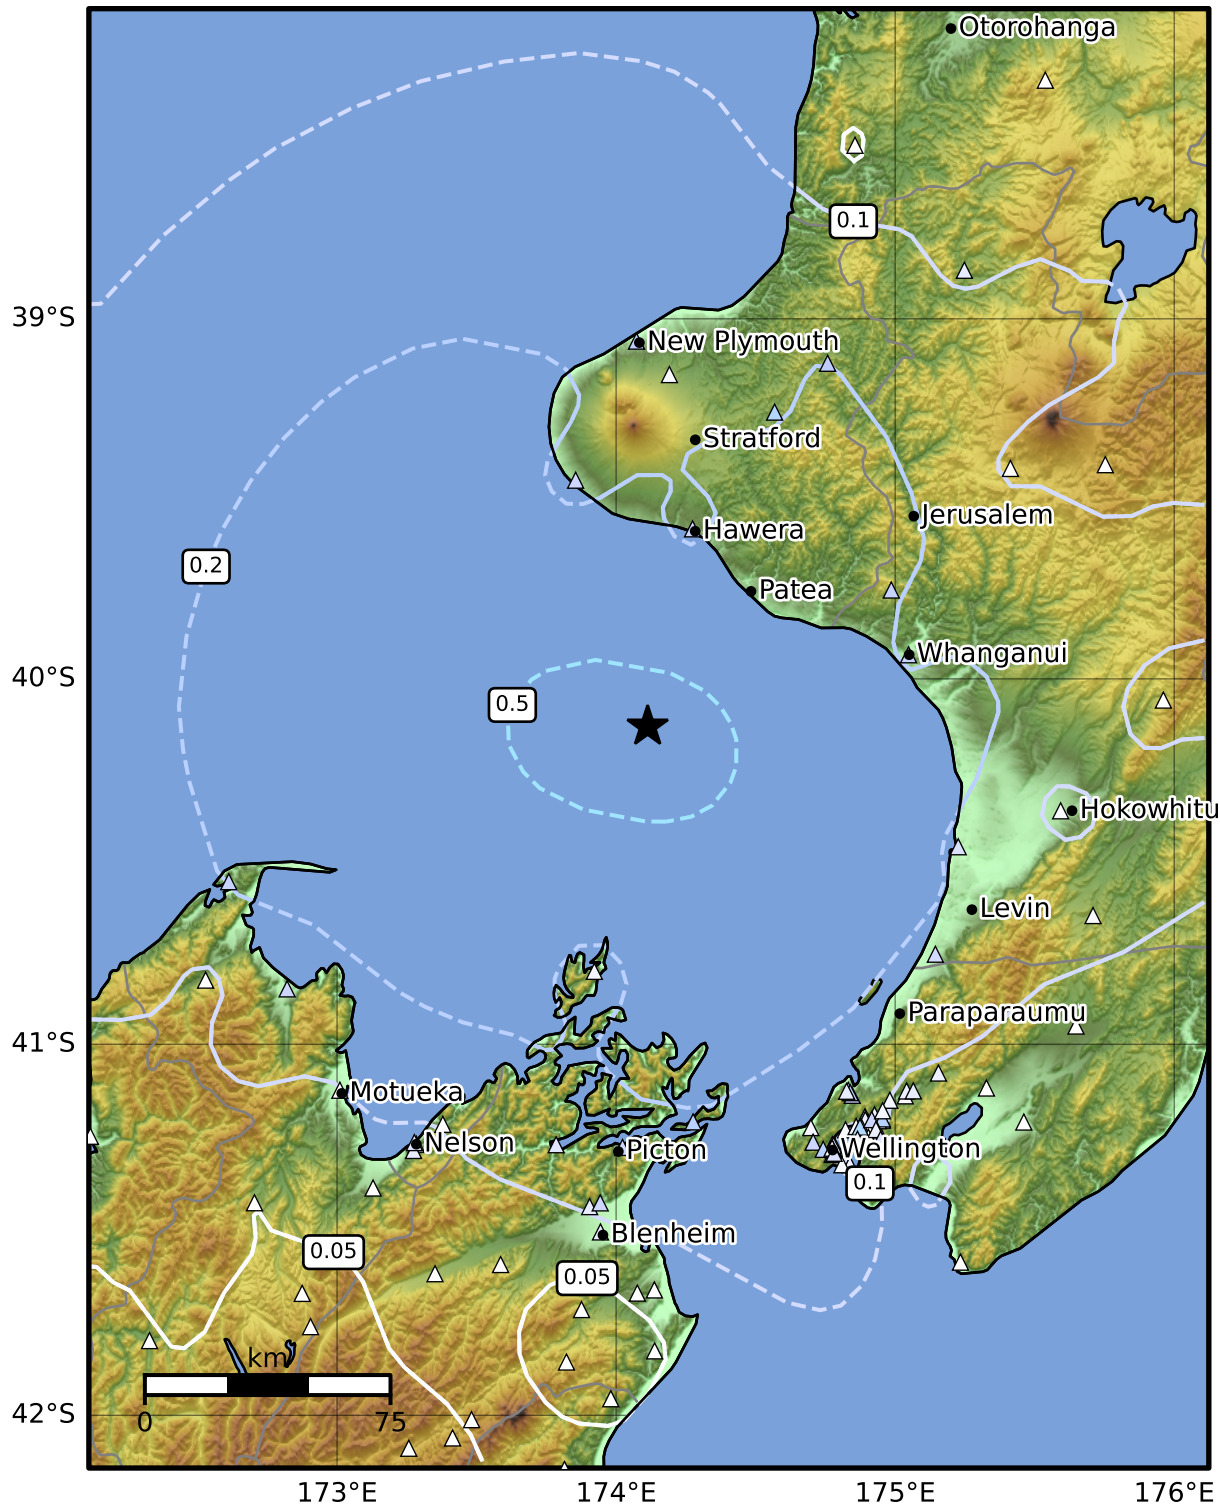 Otorohanga
0.1
39°S
New Plymouth
Stratford
Jerusalem
Hawera
0.2
Patea
Whanganui
40°S
0.5
Hokowhitu
Levin
Paraparaumu
41°S
Motueka
Nelson
Picton
Wellington
0.1
Blenheim
0.05
0.05
km
0
75
42°S
173°E
174°E
175°E
176°E